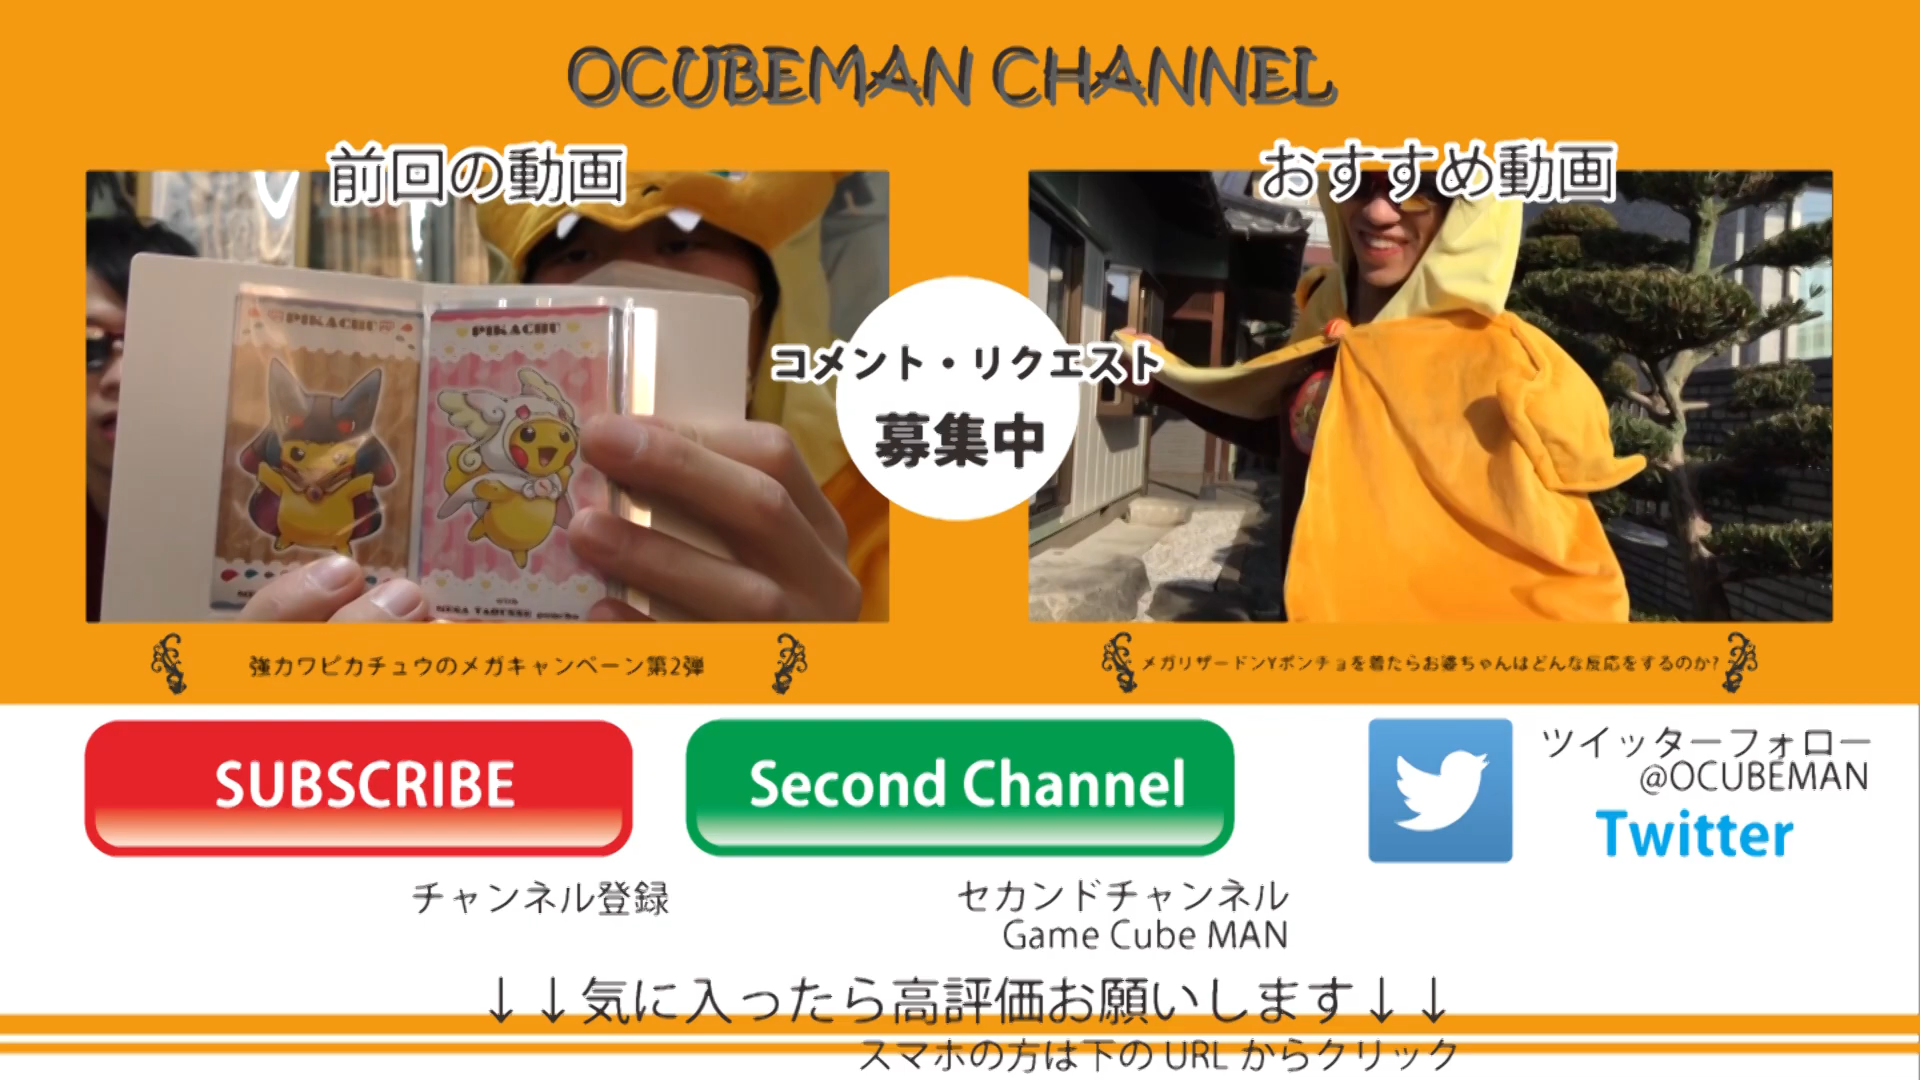 OCUBEMAN CHANNEL
前回の動画
おすすめ動画
PIKACHU
PIKACHU
with
コメント・リクエスト
募集中
強カワピカチュウのメガキャンペーン第2弾
メガリザードンYポンチョを着たらお婆ちゃんはどんな反応をするのか?
SUBSCRIBE
Second Channel
ツイッターフォロー
@OCUBEMAN
Twitter
チャンネル登録
セカンドチャンネル
Game Cube MAN
↓↓気に入ったら高評価お願いします↓↓
スマホの方は下のURLからクリック